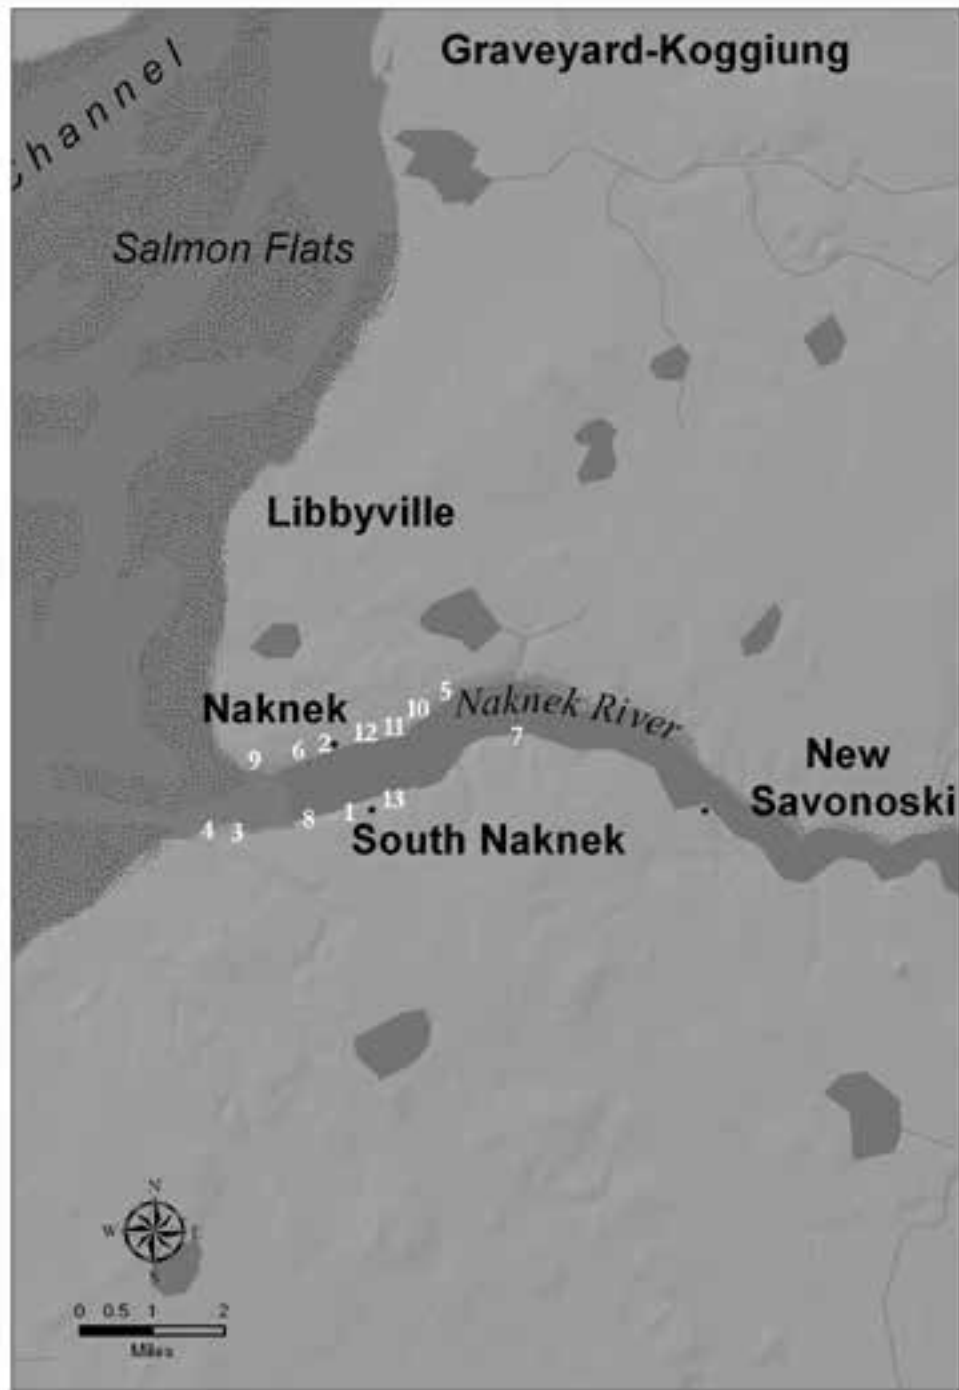 Graveyard-Koggiung
Channel
Salmon Flats
Libbyville
Naknek
Naknek River
5
10
11
12
2
6
9
7
New
Savonoski
13
1
8
3
4
South Naknek
N
W
E
0 0.5 1 2
Miles